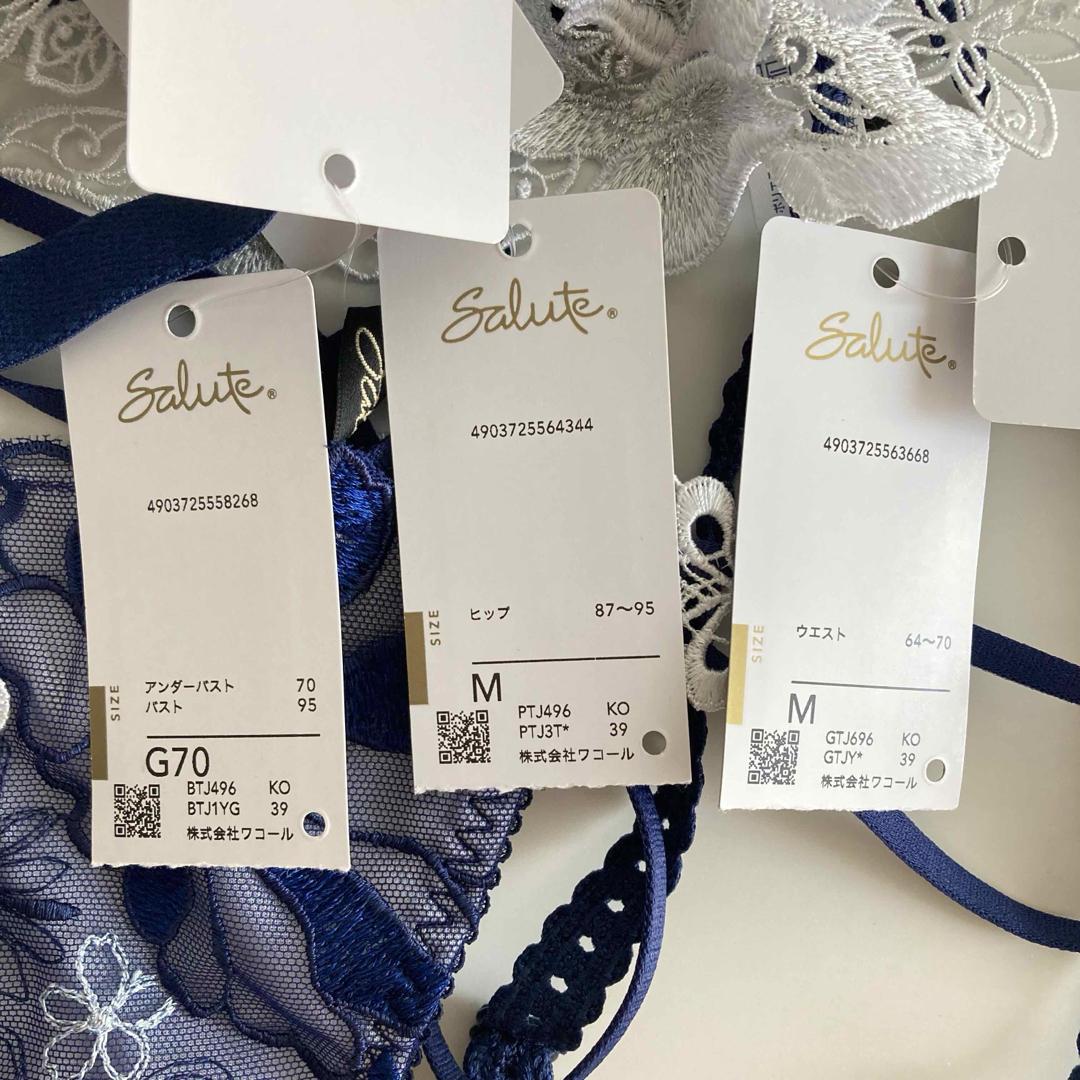 Salute®
4903725558268
SIZE
アンダーバスト 70
バスト 95
G70
BTJ496 KO
BTJ1YG 39
株式会社ワコール
Salute®
4903725564344
SIZE
ヒップ 87〜95
M
PTJ496 KO
PTJ3T* 39
株式会社ワコール
Salute®
4903725563668
SIZE
ウエスト 64〜70
M
GTJ696 KO
GTJY* 39
株式会社ワコール